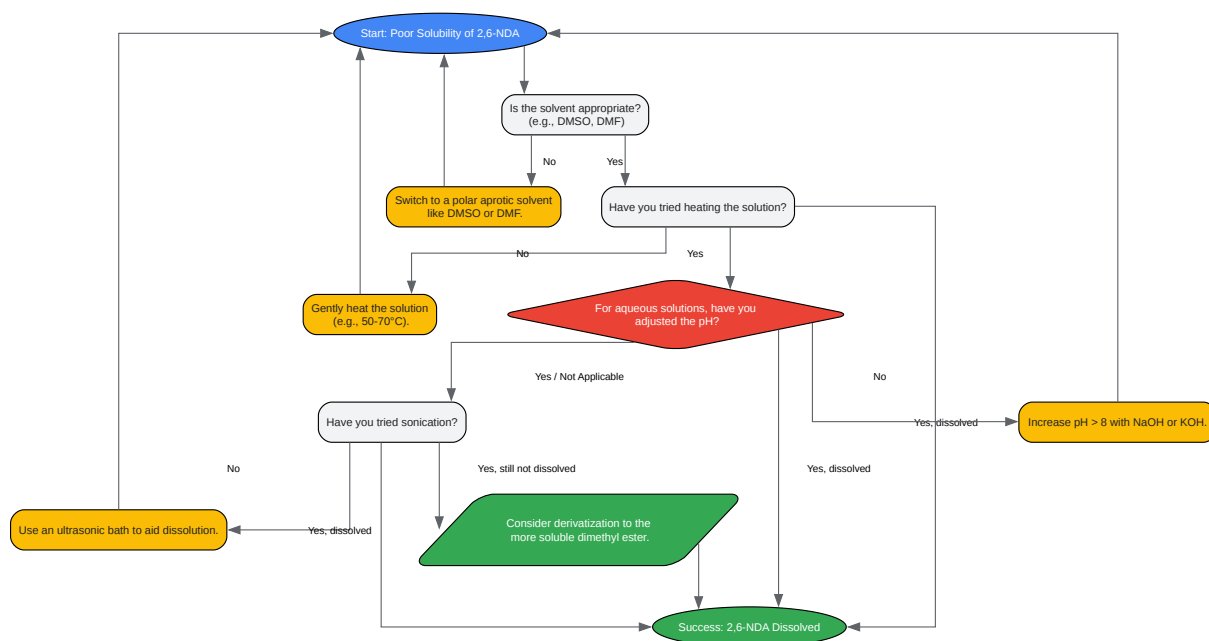 Start: Poor Solubility of 2,6-NDA
Is the solvent appropriate?
(e.g., DMSO, DMF)
No
Yes
Switch to a polar aprotic solvent
like DMSO or DMF.
Have you tried heating the solution?
No
Yes
Gently heat the solution
(e.g., 50-70°C).
For aqueous solutions, have you
adjusted the pH?
Yes / Not Applicable
No
Have you tried sonication?
Yes, dissolved
Increase pH > 8 with NaOH or KOH.
No
Yes, still not dissolved
Yes, dissolved
Use an ultrasonic bath to aid dissolution.
Yes, dissolved
Consider derivatization to the
more soluble dimethyl ester.
Success: 2,6-NDA Dissolved